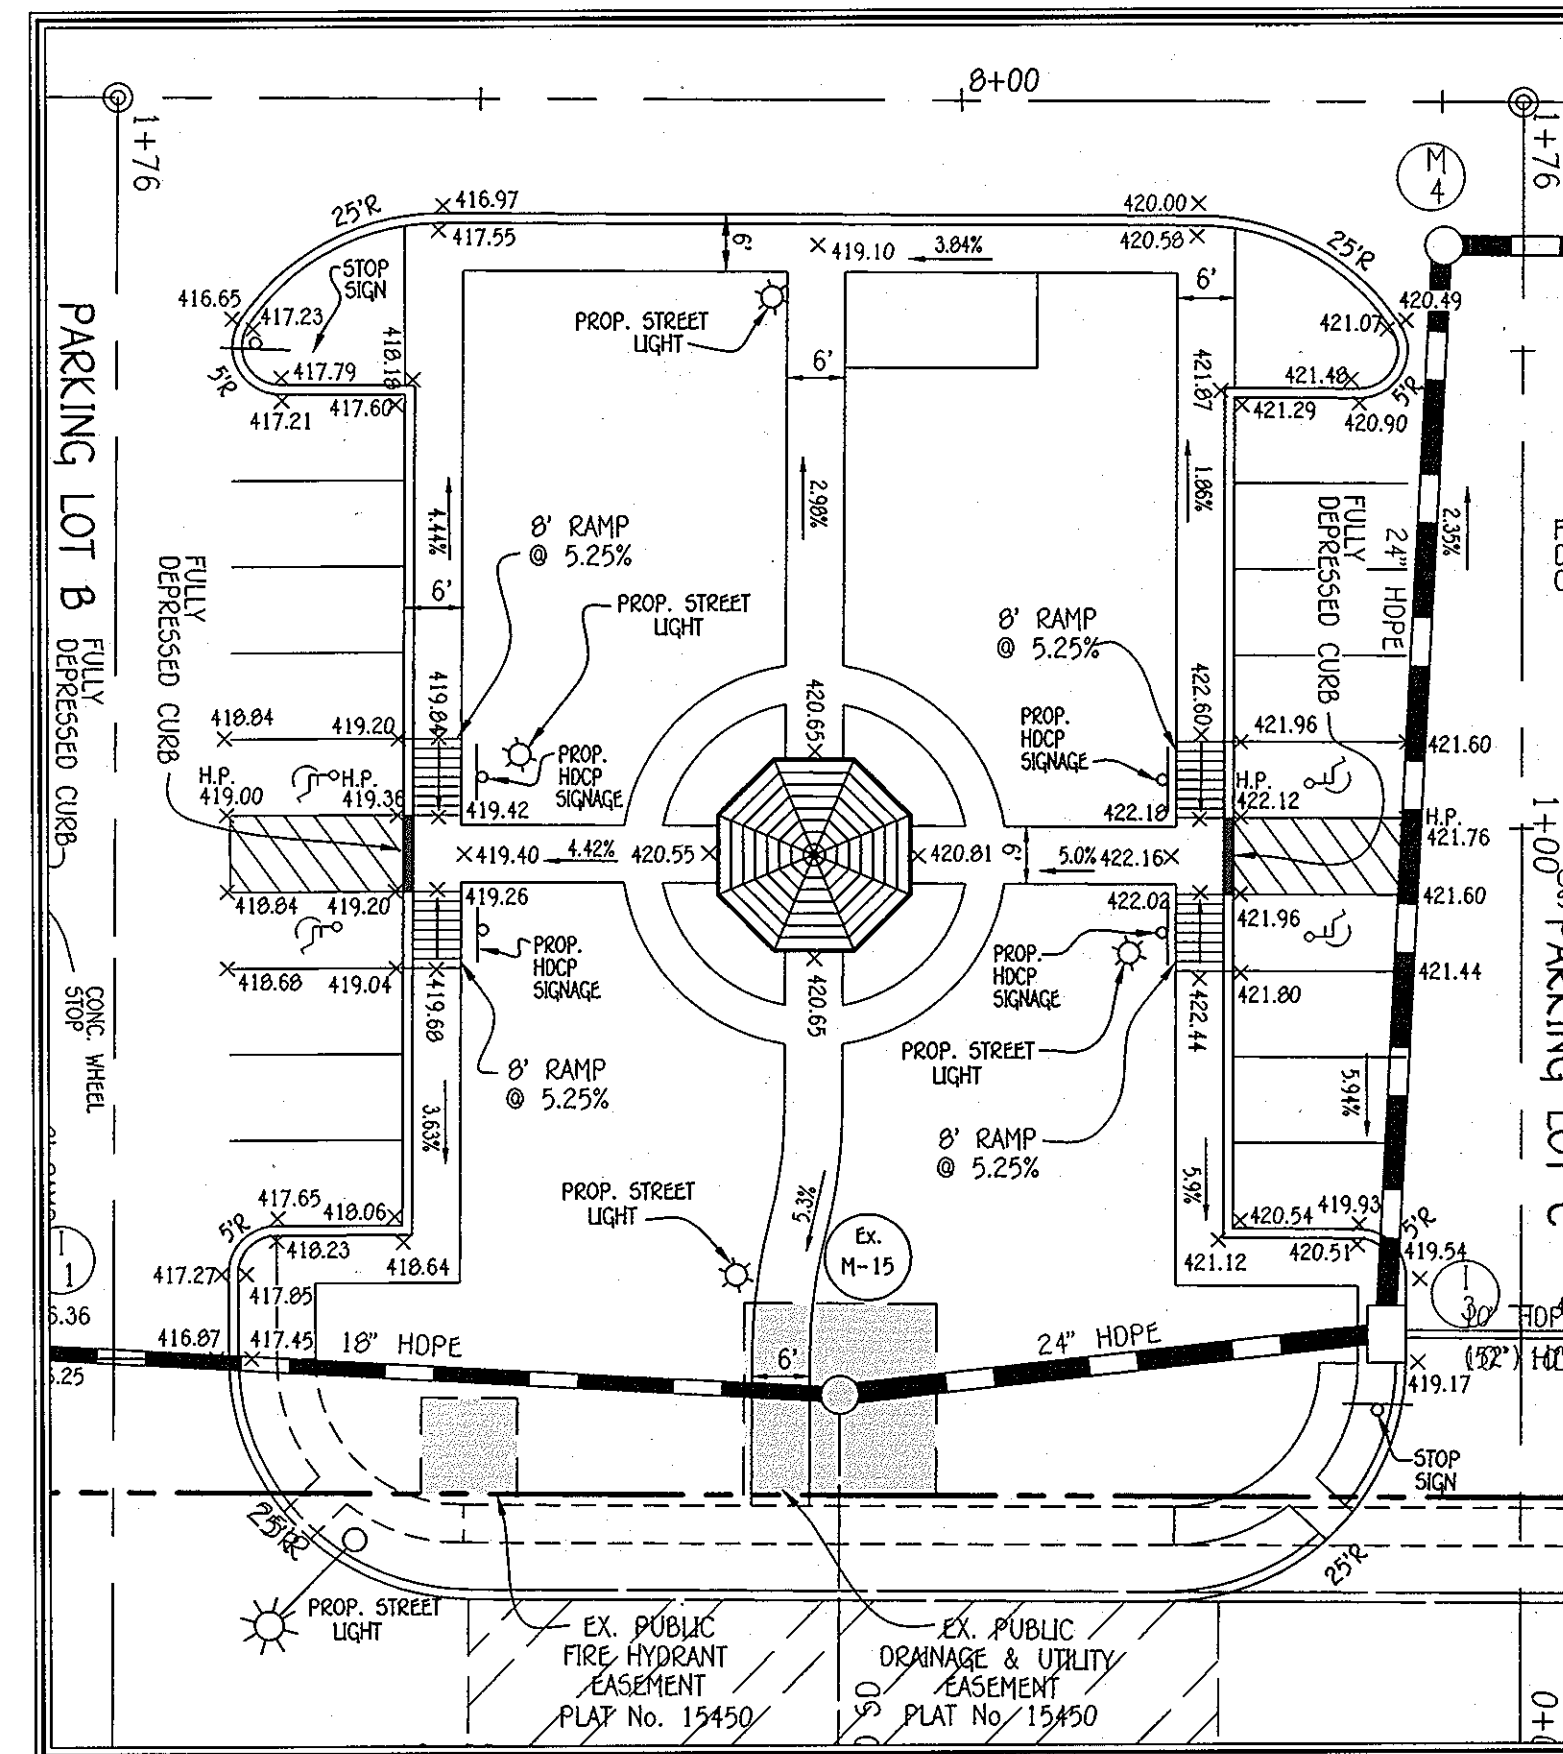 8+00
1+76
1+76
M
4
25'R
416.97
417.55
6'
419.10
3.84%
420.00
420.58
25'R
STOP
SIGN
416.65
417.23
PROP. STREET
LIGHT
6'
6'
420.49
421.07
5'R
417.79
418.18
417.21
417.60
421.87
421.48
421.29
420.90
5'R
PARKING LOT B
4.44%
2.98%
1.86%
2.35%
8' RAMP
@ 5.25%
FULLY
DEPRESSED CURB
24" HDPE
FULLY
DEPRESSED CURB
6'
PROP. STREET
LIGHT
8' RAMP
@ 5.25%
FULLY
DEPRESSED CURB
418.84
419.20
419.84
420.65
422.60
421.96
421.60
PROP.
HDCP
SIGNAGE
PROP.
HDCP
SIGNAGE
H.P.
419.00
H.P.
419.36
419.42
422.18
H.P.
422.12
H.P.
421.76
1+00
419.40
4.42%
420.55
420.81
6'
5.0%
422.16
418.84
419.20
419.26
422.02
421.96
421.60
PROP.
HDCP
SIGNAGE
PROP.
HDCP
SIGNAGE
418.68
419.04
419.68
420.65
422.44
421.80
421.44
CONC. WHEEL
STOP
PARKING LOT C
PROP. STREET
LIGHT
8' RAMP
@ 5.25%
3.63%
8' RAMP
@ 5.25%
5.94%
5.9%
5.3%
PROP. STREET
LIGHT
417.65
418.06
5'R
418.23
418.64
Ex.
M-15
420.54
419.93
5'R
421.12
420.51
419.54
I
1
417.27
417.85
I
3
6.36
416.87
417.45
18" HDPE
24" HDPE
6'
5.25
419.17
STOP
SIGN
25'R
25'R
PROP. STREET
LIGHT
EX. PUBLIC
FIRE HYDRANT
EASEMENT
PLAT No. 15450
EX. PUBLIC
DRAINAGE & UTILITY
EASEMENT
PLAT No. 15450
0 50